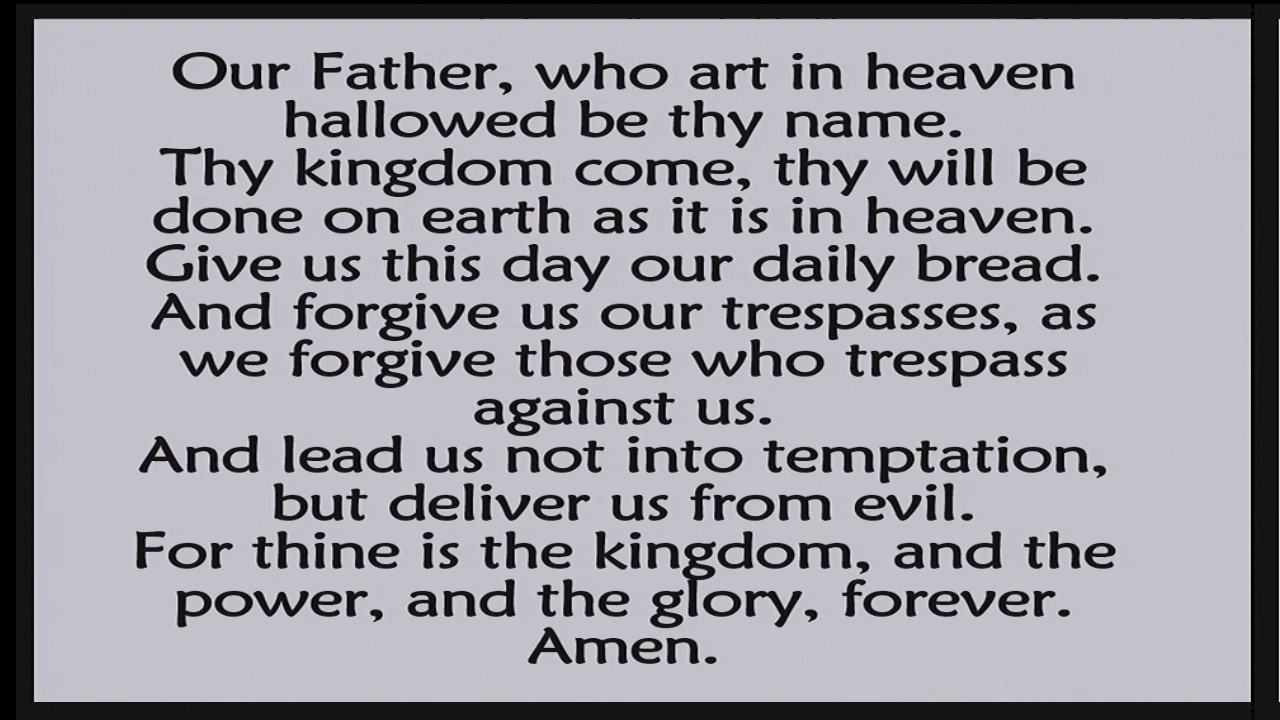 Our Father, who art in heaven
hallowed be thy name.
Thy kingdom come, thy will be
done on earth as it is in heaven.
Give us this day our daily bread.
And forgive us our trespasses, as
we forgive those who trespass
against us.
And lead us not into temptation,
but deliver us from evil.
For thine is the kingdom, and the
power, and the glory, forever.
Amen.